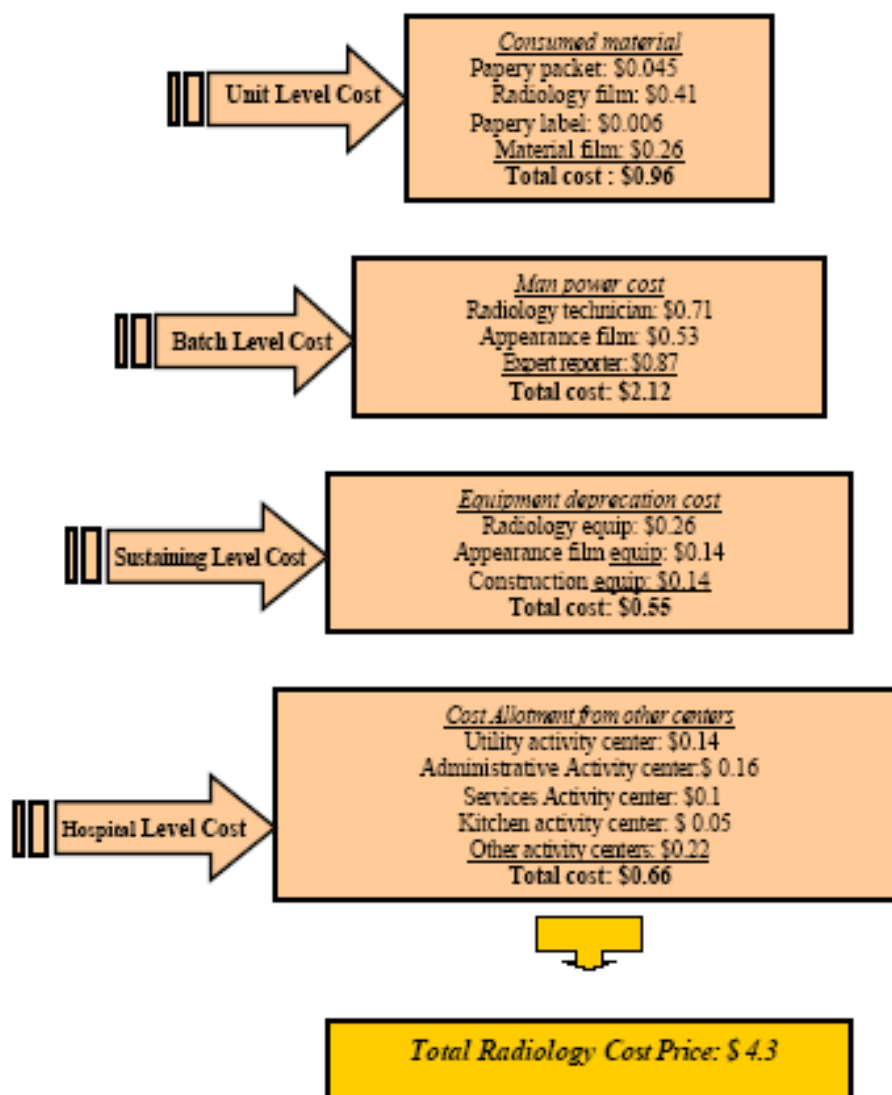 Unit Level Cost
Consumed material
Papery packet: $0.045
Radiology film: $0.41
Papery label: $0.006
Material film: $0.26
Total cost : $0.96
Batch Level Cost
Man power cost
Radiology technician: $0.71
Appearance film: $0.53
Expert reporter: $0.87
Total cost: $2.12
Sustaining Level Cost
Equipment deprecation cost
Radiology equip: $0.26
Appearance film equip: $0.14
Construction equip: $0.14
Total cost: $0.55
Hospital Level Cost
Cost Allotment from other centers
Utility activity center: $0.14
Administrative Activity center:$ 0.16
Services Activity center: $0.1
Kitchen activity center: $ 0.05
Other activity centers: $0.22
Total cost: $0.66
Total Radiology Cost Price: $ 4.3